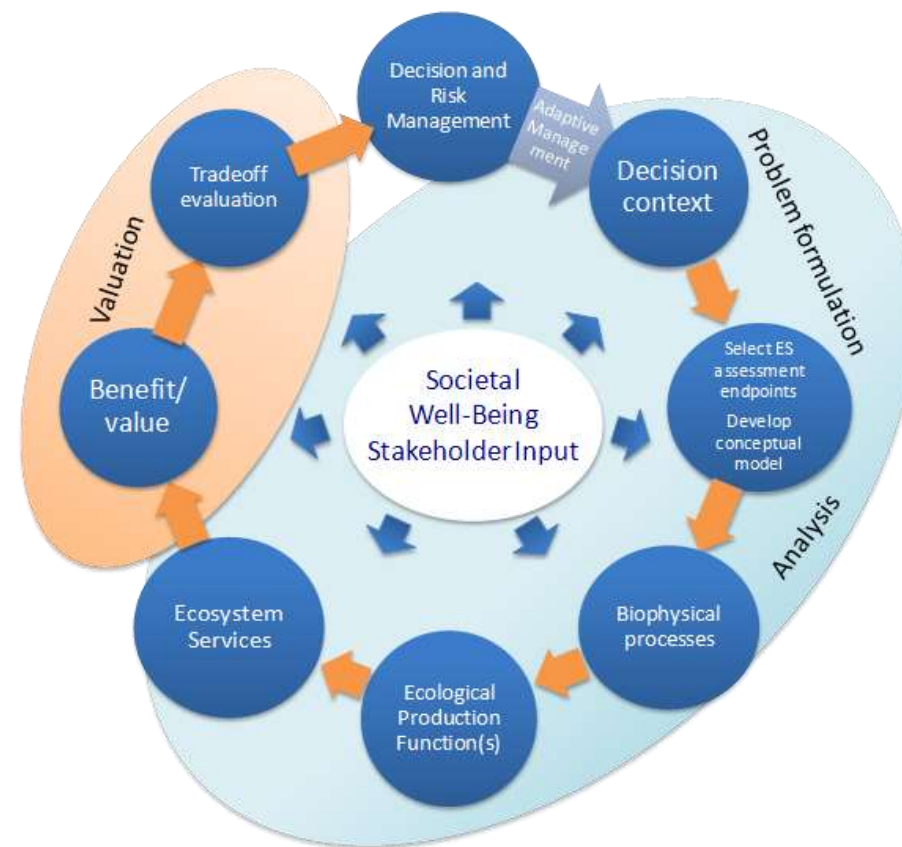 Decision and
Risk
Management
Adaptive
Manage
ment
Decision
context
Problem formulation
Select ES
assessment
endpoints
Develop
conceptual
model
Analysis
Biophysical
processes
Ecological
Production
Function(s)
Ecosystem
Services
Benefit/
value
Valuation
Tradeoff
evaluation
Societal
Well-Being
Stakeholder Input